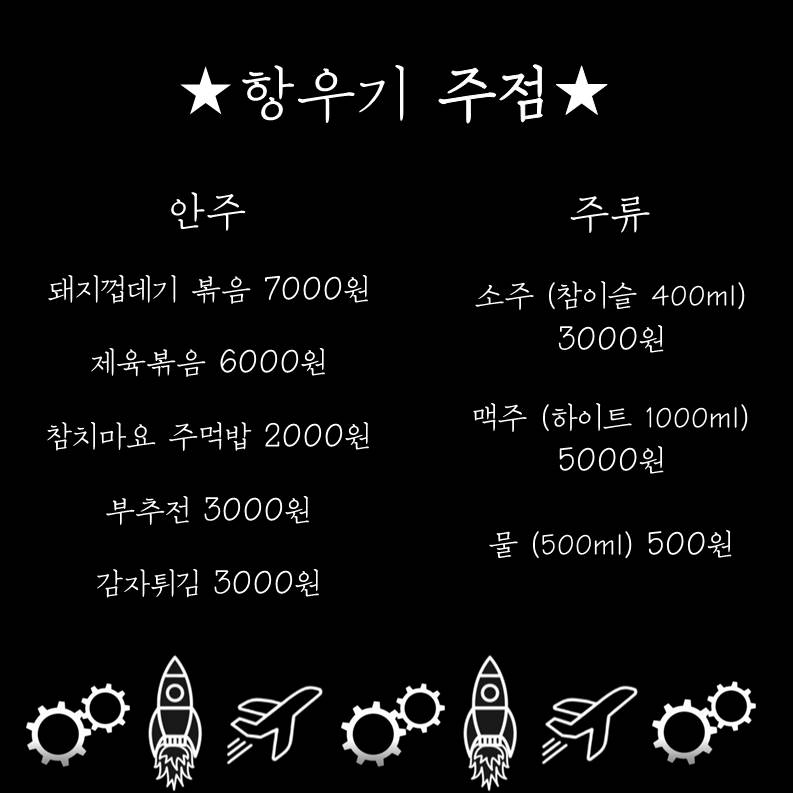 ★항우기 주점★
안주
돼지껍데기 볶음 7000원
제육볶음 6000원
참치마요 주먹밥 2000원
부추전 3000원
감자튀김 3000원
주류
소주 (참이슬 400ml)
3000원
맥주 (하이트 1000ml)
5000원
물 (500ml) 500원